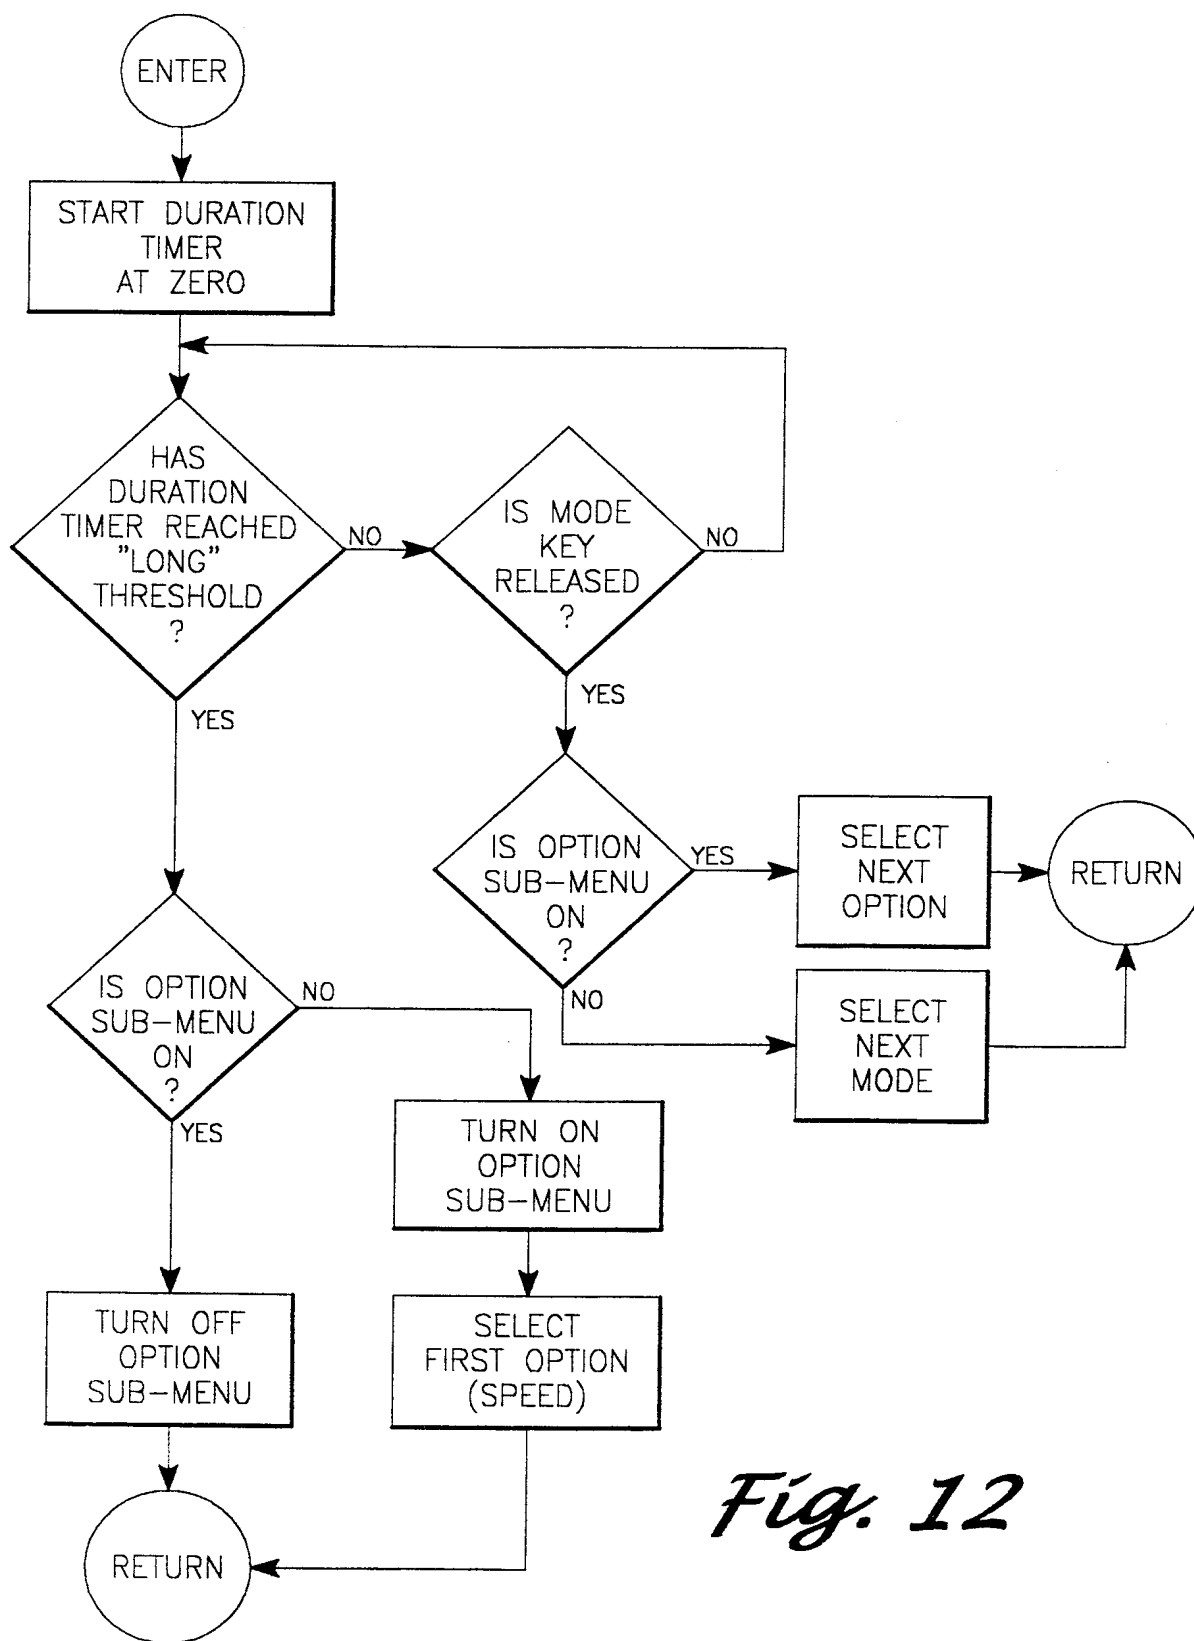 ENTER
START DURATION
TIMER
AT ZERO
HAS
DURATION
TIMER REACHED
"LONG"
THRESHOLD
?
NO
IS MODE
KEY
RELEASED
?
NO
YES
YES
IS OPTION
SUB-MENU
ON
?
YES
SELECT
NEXT
OPTION
RETURN
NO
SELECT
NEXT
MODE
IS OPTION
SUB-MENU
ON
?
NO
YES
TURN ON
OPTION
SUB-MENU
TURN OFF
OPTION
SUB-MENU
SELECT
FIRST OPTION
(SPEED)
RETURN
Fig. 12